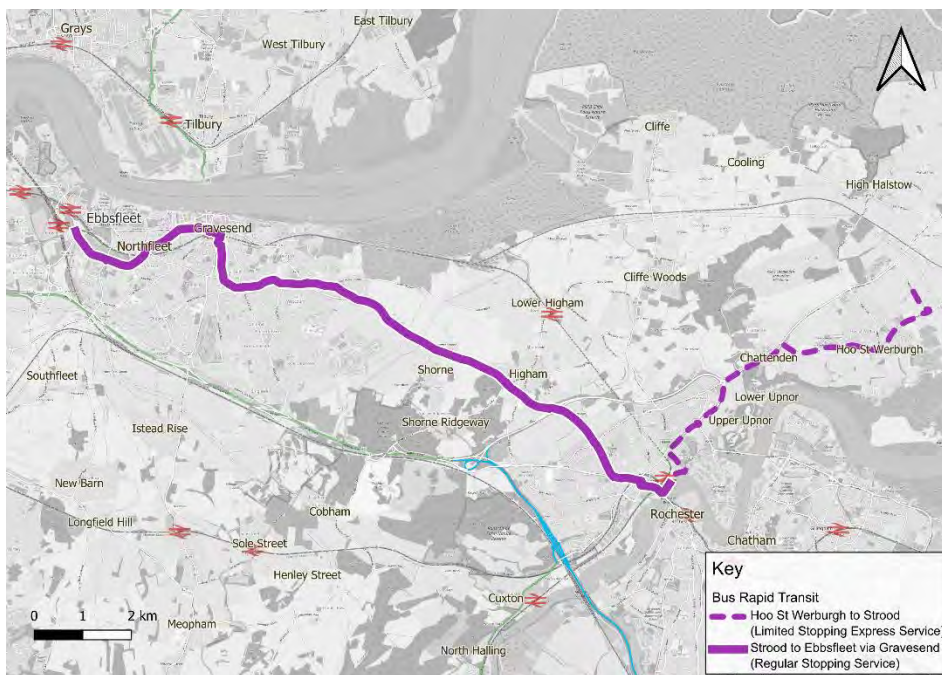 Grays
East Tilbury
West Tilbury
Tilbury
Cliffe
Cooling
High Halstow
Ebbsfleet
Northfleet
Gravesend
Cliffe Woods
Lower Higham
Hoo St Werburgh
Chattenden
Shorne
Higham
Southfleet
Lower Upnor
Upper Upnor
Shorne Ridgeway
Istead Rise
New Barn
Cobham
Longfield Hill
Rochester
Sole Street
Chatham
Henley Street
Cuxton
Meopham
North Halling
0 1 2 km
Key
Bus Rapid Transit
Hoo St Werburgh to Strood
(Limited Stopping Express Service)
Strood to Ebbsfleet via Gravesend
(Regular Stopping Service)